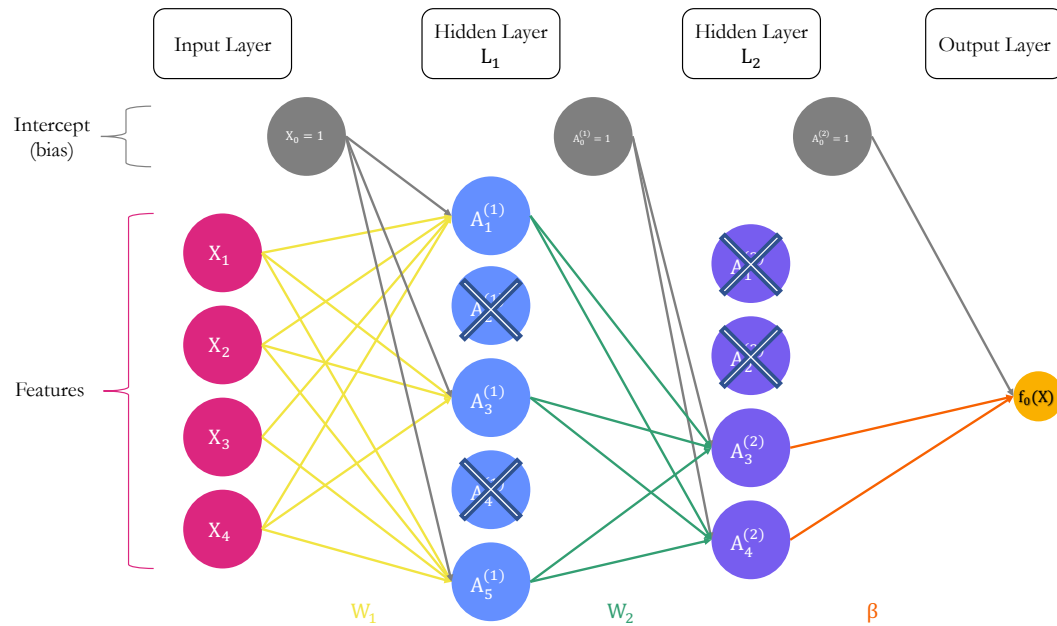 Input Layer
Hidden Layer
L₁
Hidden Layer
L₂
Output Layer
Intercept
(bias)
X₀ = 1
A₀⁽¹⁾ = 1
A₀⁽²⁾ = 1
Features
X₁
X₂
X₃
X₄
A₁⁽¹⁾
A₃⁽¹⁾
A₅⁽¹⁾
A₃⁽²⁾
A₄⁽²⁾
f₀(X)
W₁
W₂
β